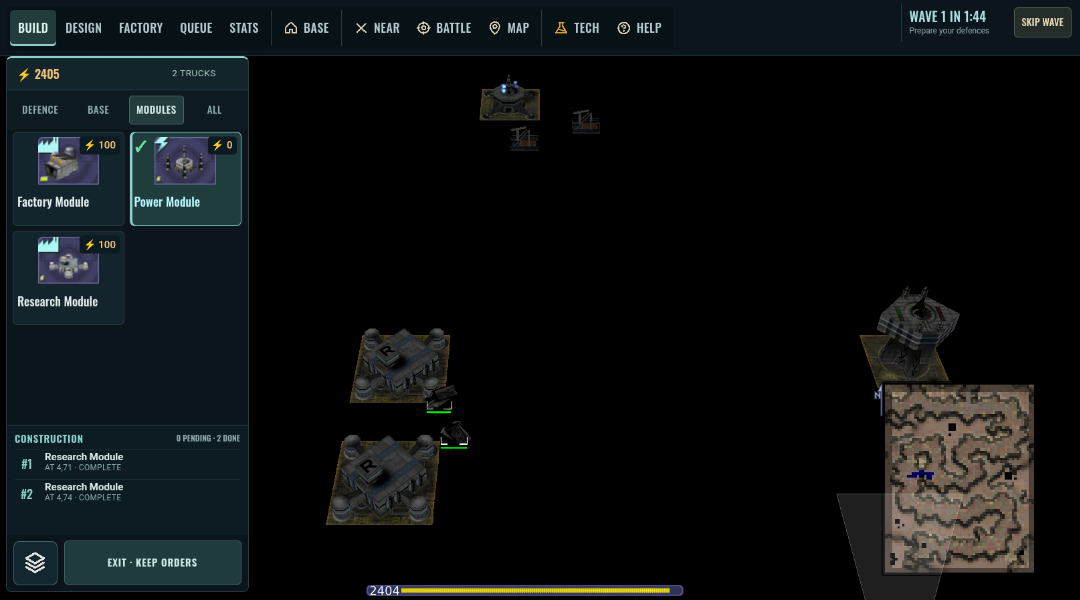 BUILD DESIGN FACTORY QUEUE STATS BASE NEAR BATTLE MAP TECH HELP
WAVE 1 IN 1:44
Prepare your defences
SKIP WAVE
2405 2 TRUCKS
DEFENCE BASE MODULES ALL
100 0
Factory Module Power Module
100
Research Module
CONSTRUCTION 0 PENDING · 2 DONE
#1 Research Module
AT 4,71 · COMPLETE
#2 Research Module
AT 4,74 · COMPLETE
EXIT · KEEP ORDERS
R
R
N
2404